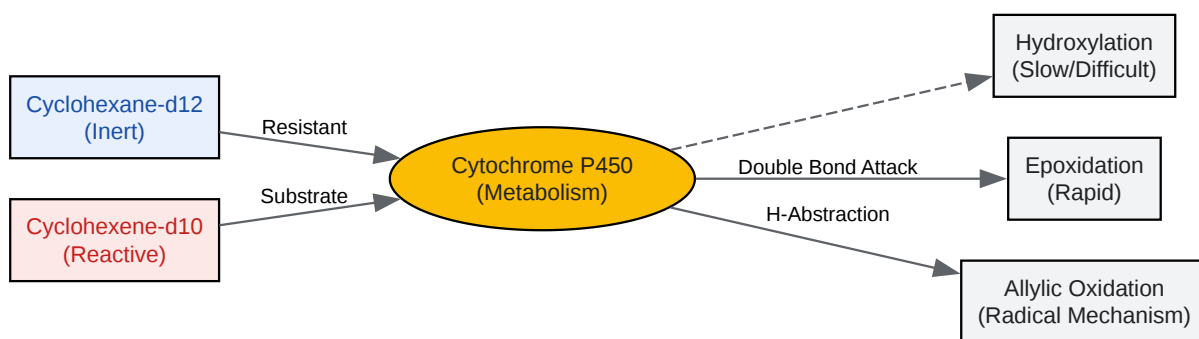 Cyclohexane-d12
(Inert)
Cyclohexene-d10
(Reactive)
Resistant
Substrate
Cytochrome P450
(Metabolism)
Double Bond Attack
H-Abstraction
Hydroxylation
(Slow/Difficult)
Epoxidation
(Rapid)
Allylic Oxidation
(Radical Mechanism)